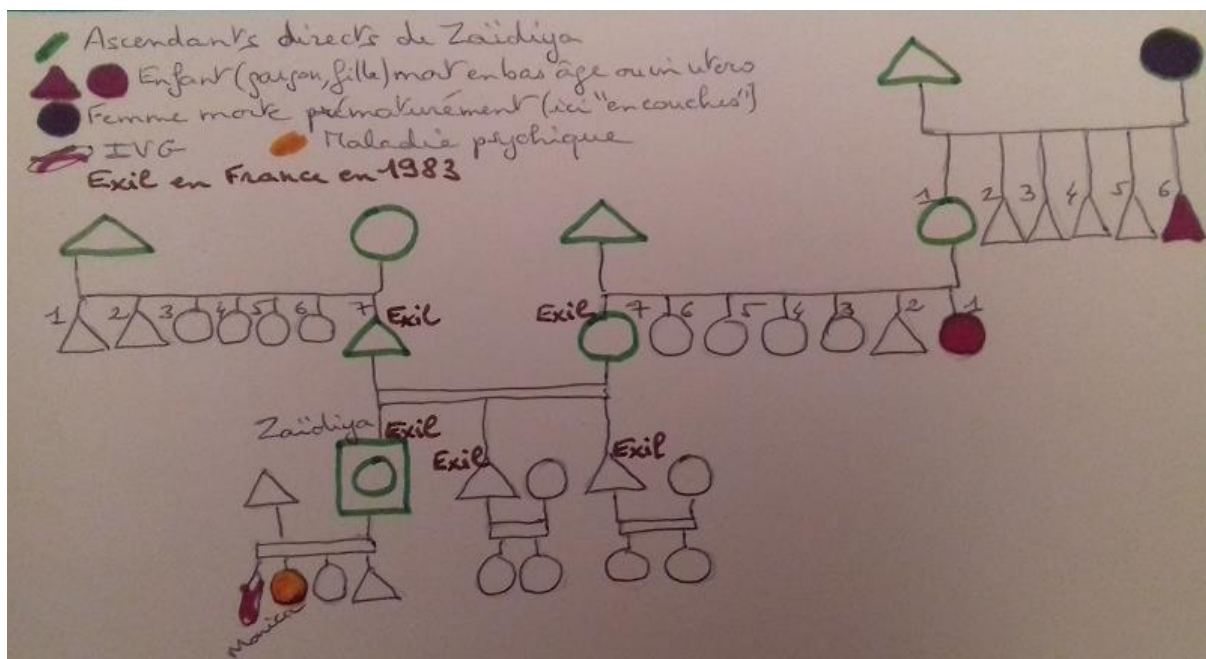 Ascendants directs de Zaïdiya
Enfant (garçon, fille) mort en bas âge ou in utero
Femme morte prématurément (ici "en couches")
IVG Maladie psychique
Exil en France en 1983
1 2 3 4 5 6
1 2 3 4 5 6 7 Exil
Exil 7 6 5 4 3 2 1
Zaïdiya Exil
Exil Exil
Monica